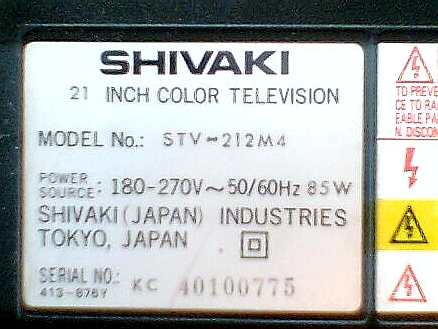 SHIVAKI
21 INCH COLOR TELEVISION
MODEL No.: STV-212M4
POWER SOURCE: 180-270V~50/60Hz 85W
SHIVAKI (JAPAN) INDUSTRIES
TOKYO, JAPAN
SERIAL NO.: KC 40100775
413-876Y
TO PREVE
CE TO RA
EABLE PA
N. DISCON